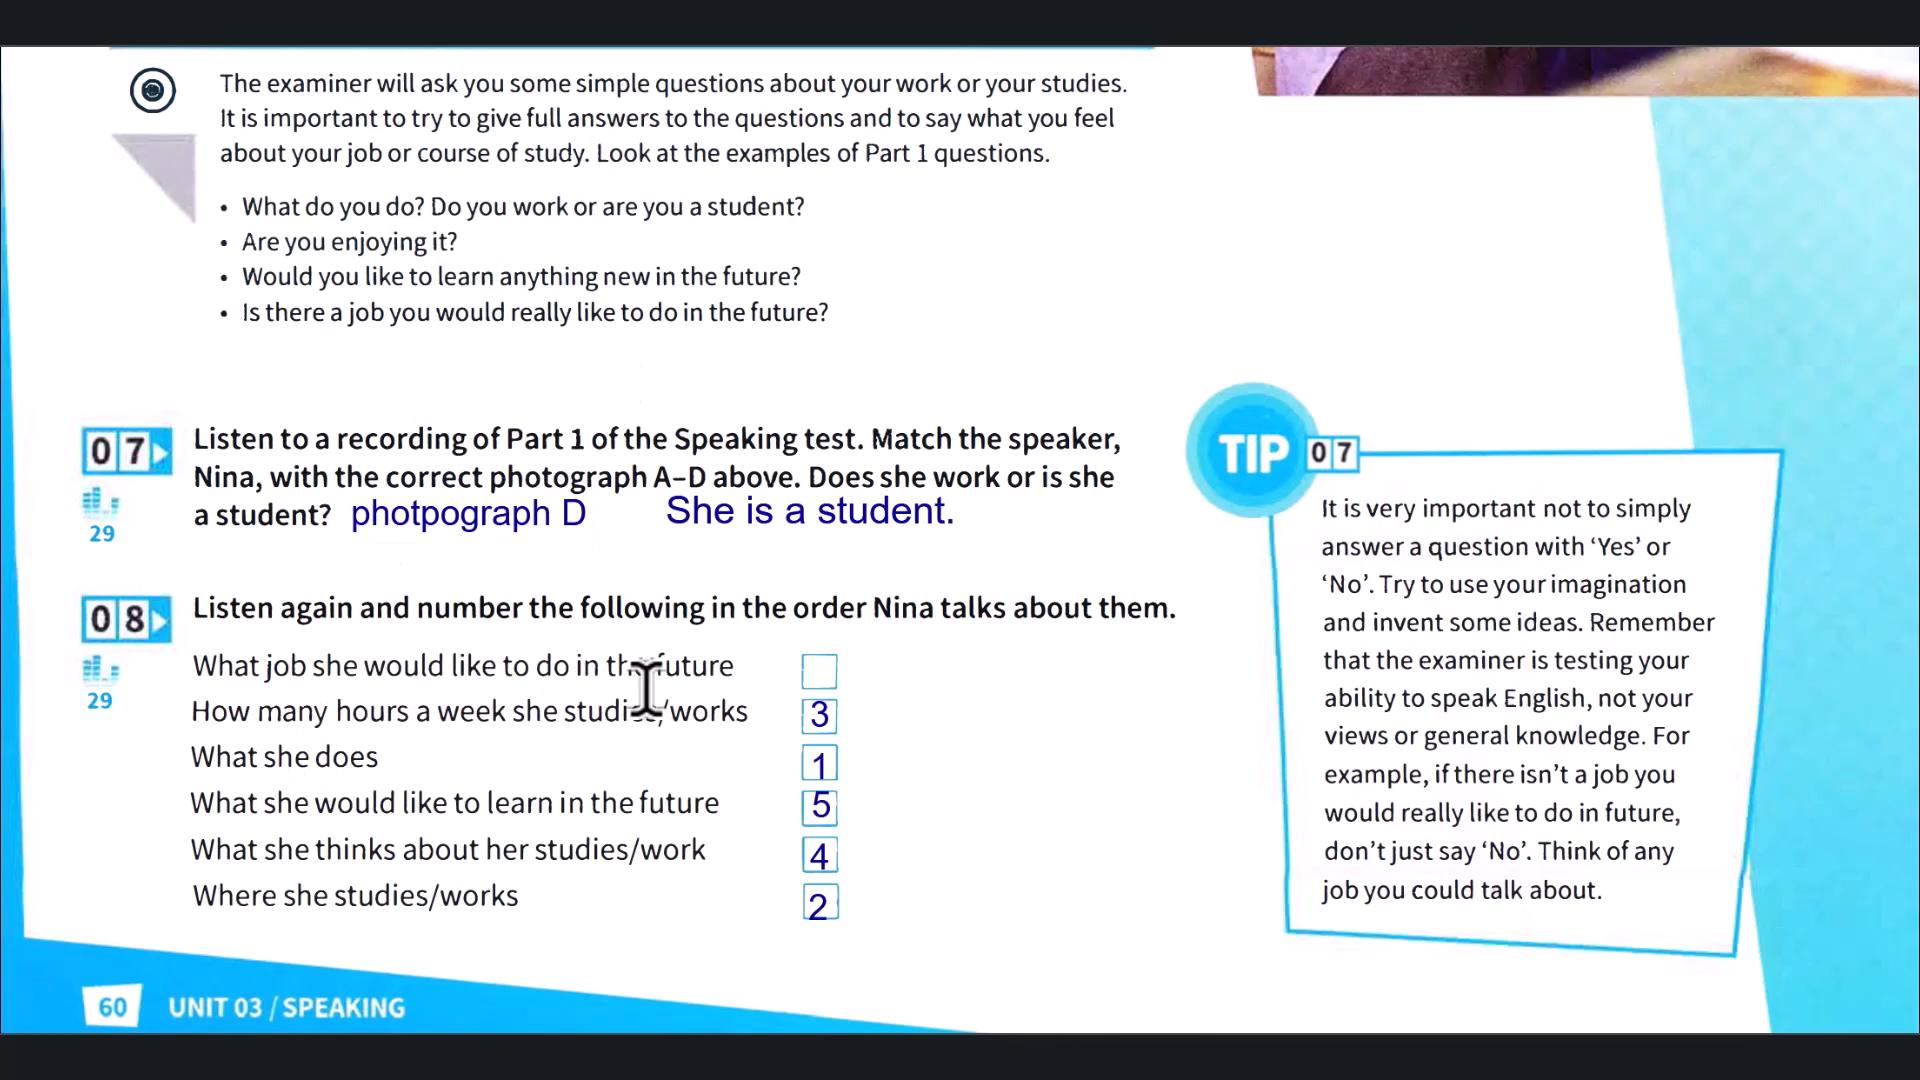 The examiner will ask you some simple questions about your work or your studies.
It is important to try to give full answers to the questions and to say what you feel
about your job or course of study. Look at the examples of Part 1 questions.
• What do you do? Do you work or are you a student?
• Are you enjoying it?
• Would you like to learn anything new in the future?
• Is there a job you would really like to do in the future?
07
Listen to a recording of Part 1 of the Speaking test. Match the speaker,
Nina, with the correct photograph A–D above. Does she work or is she
a student? photpograph D She is a student.
29
08
Listen again and number the following in the order Nina talks about them.
29
What job she would like to do in the future
How many hours a week she studies/works 3
What she does 1
What she would like to learn in the future 5
What she thinks about her studies/work 4
Where she studies/works 2
TIP 07
It is very important not to simply
answer a question with ‘Yes’ or
‘No’. Try to use your imagination
and invent some ideas. Remember
that the examiner is testing your
ability to speak English, not your
views or general knowledge. For
example, if there isn’t a job you
would really like to do in future,
don’t just say ‘No’. Think of any
job you could talk about.
60 UNIT 03 / SPEAKING